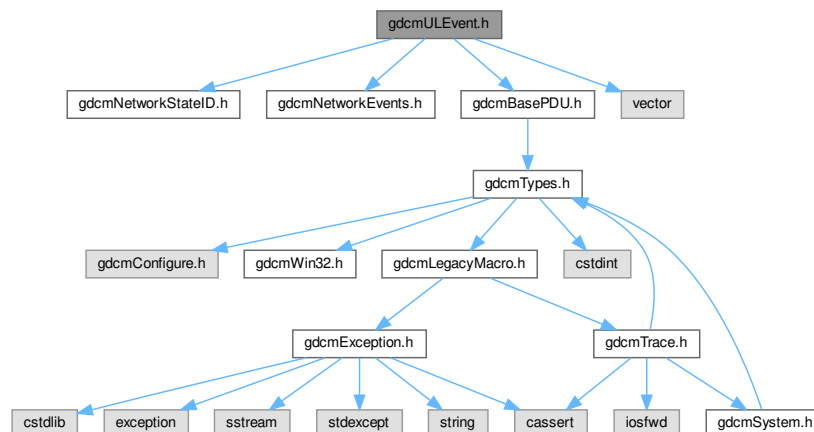 gdcmULEvent.h
gdcmNetworkStateID.h
gdcmNetworkEvents.h
gdcmBasePDU.h
vector
gdcmTypes.h
gdcmConfigure.h
gdcmWin32.h
gdcmLegacyMacro.h
cstdint
gdcmException.h
gdcmTrace.h
cstdlib
exception
sstream
stdexcept
string
cassert
iosfwd
gdcmSystem.h